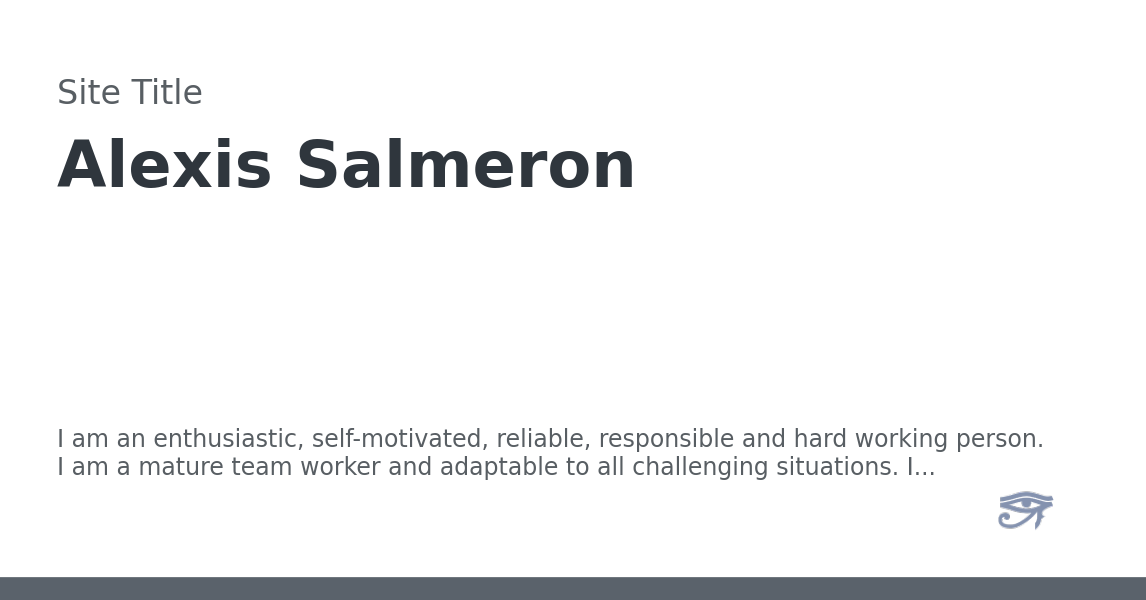 Site Title
Alexis Salmeron
I am an enthusiastic, self-motivated, reliable, responsible and hard working person.
I am a mature team worker and adaptable to all challenging situations. I...